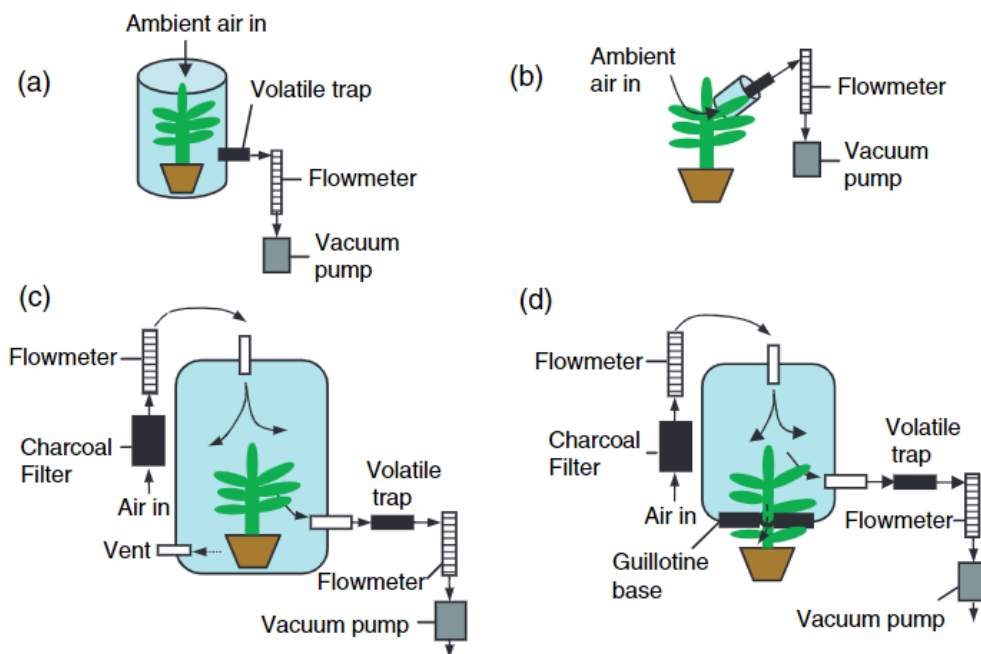 (a)
Ambient air in
Volatile trap
Flowmeter
Vacuum
pump
(b)
Ambient
air in
Flowmeter
Vacuum
pump
(c)
Flowmeter
Charcoal
Filter
Air in
Vent
Volatile
trap
Flowmeter
Vacuum pump
(d)
Flowmeter
Charcoal
Filter
Air in
Guillotine
base
Volatile
trap
Flowmeter
Vacuum pump